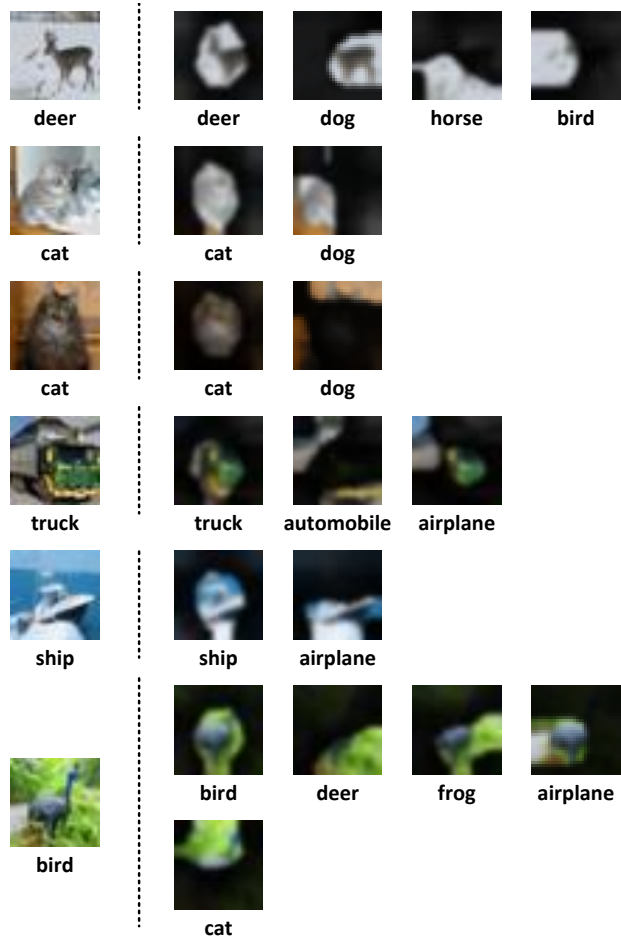 deer deer dog horse bird
cat cat dog
cat cat dog
truck truck automobile airplane
ship ship airplane
bird deer frog airplane
bird
cat